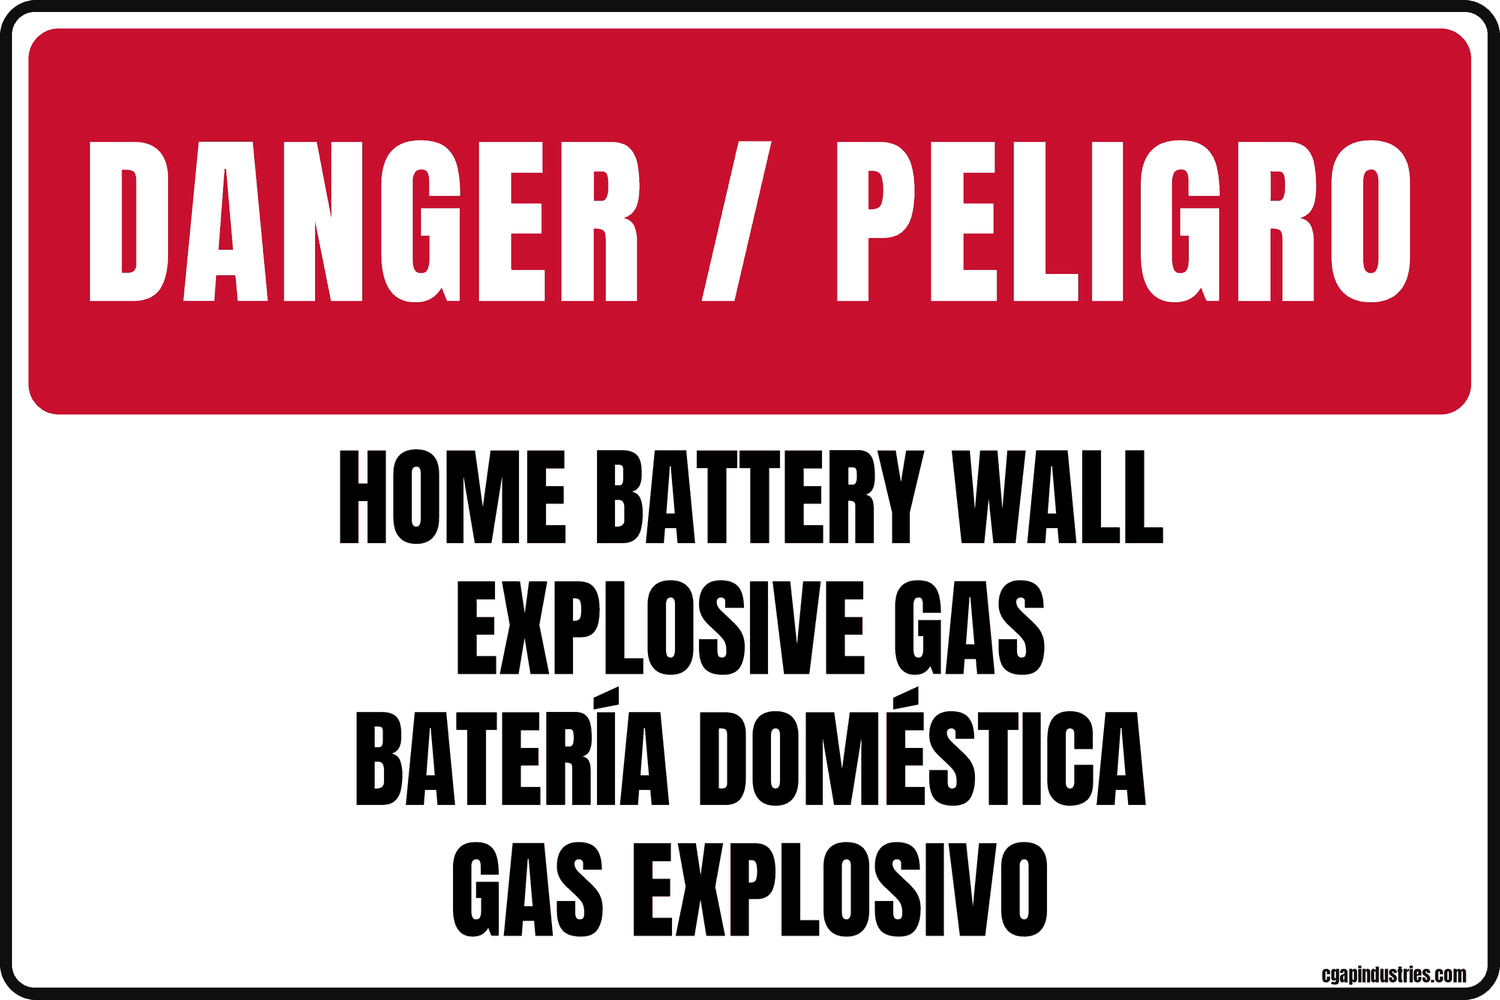 DANGER / PELIGRO
HOME BATTERY WALL
EXPLOSIVE GAS
BATERÍA DOMÉSTICA
GAS EXPLOSIVO
cgapindustries.com